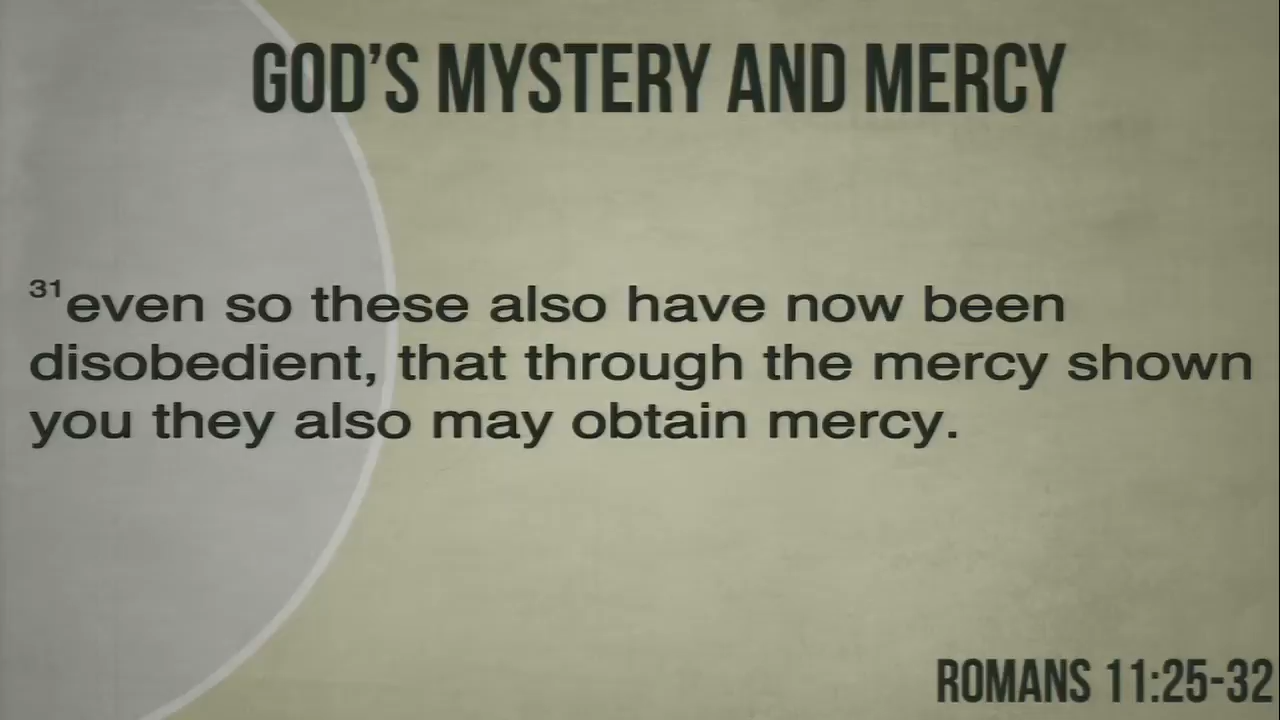 GOD'S MYSTERY AND MERCY
31even so these also have now been
disobedient, that through the mercy shown
you they also may obtain mercy.
ROMANS 11:25-32